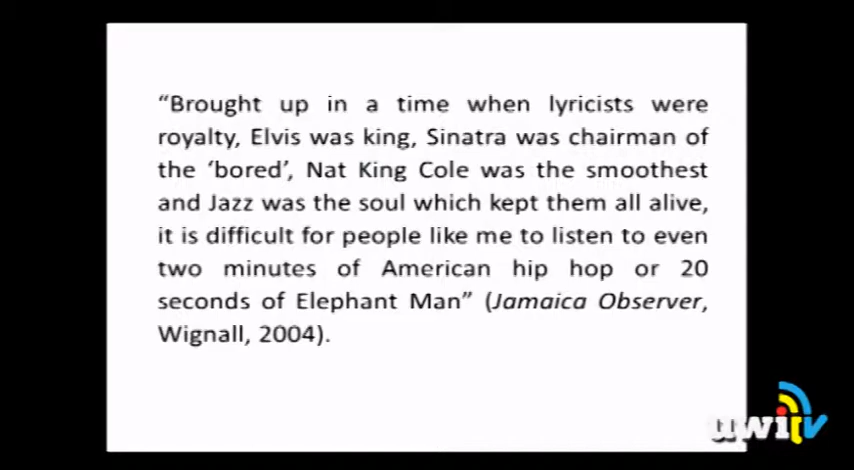 “Brought up in a time when lyricists were
royalty, Elvis was king, Sinatra was chairman of
the ‘bored’, Nat King Cole was the smoothest
and Jazz was the soul which kept them all alive,
it is difficult for people like me to listen to even
two minutes of American hip hop or 20
seconds of Elephant Man” (Jamaica Observer,
Wignall, 2004).
uwitv